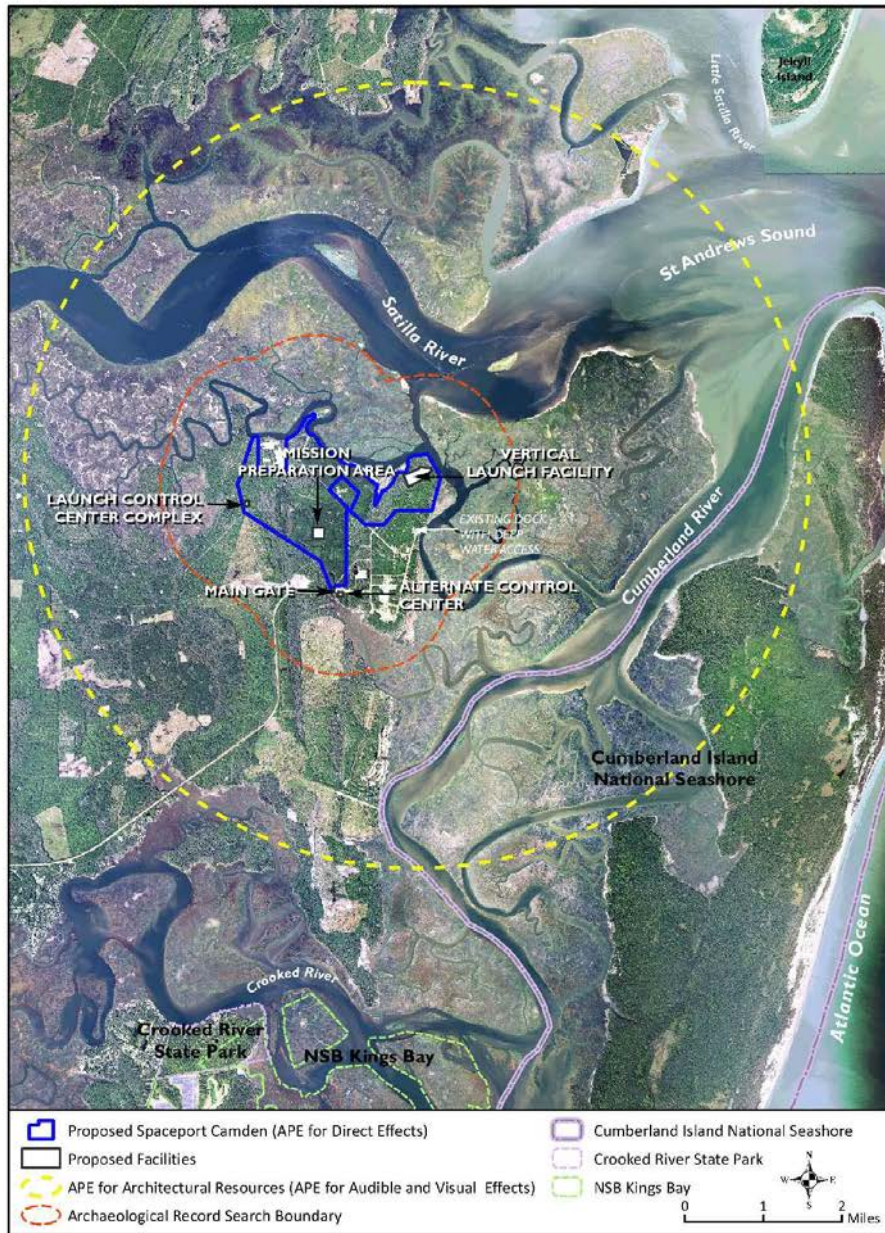 Jekyll
Island
Little Satilla River
St Andrews Sound
Satilla River
MISSION
PREPARATION AREA
VERTICAL
LAUNCH FACILITY
LAUNCH CONTROL
CENTER COMPLEX
EXISTING DOCK
WITH DEEP
WATER ACCESS
MAIN GATE
ALTERNATE CONTROL
CENTER
Cumberland River
Cumberland Island
National Seashore
Atlantic Ocean
Crooked River
Crooked River
State Park
NSB Kings Bay
Proposed Spaceport Camden (APE for Direct Effects)
Proposed Facilities
APE for Architectural Resources (APE for Audible and Visual Effects)
Archaeological Record Search Boundary
Cumberland Island National Seashore
Crooked River State Park
NSB Kings Bay
N
W E
S
0 1 2
Miles